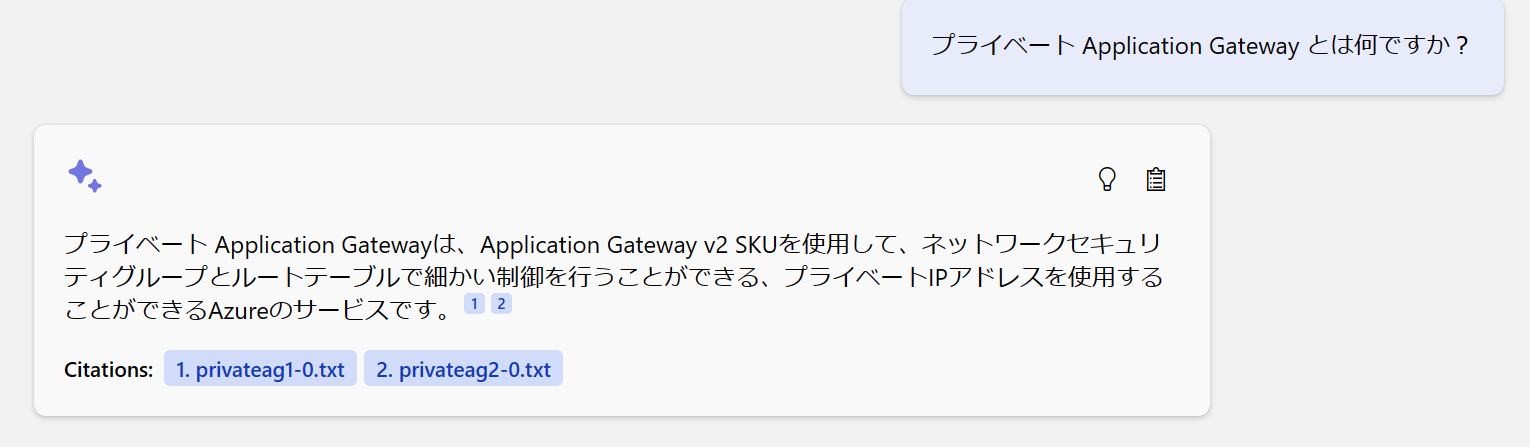 プライベート Application Gateway とは何ですか？
プライベート Application Gatewayは、Application Gateway v2 SKUを使用して、ネットワークセキュリ
ティグループとルートテーブルで細かい制御を行うことができる、プライベートIPアドレスを使用する
ことができるAzureのサービスです。 1 2
Citations: 1. privateag1-0.txt 2. privateag2-0.txt